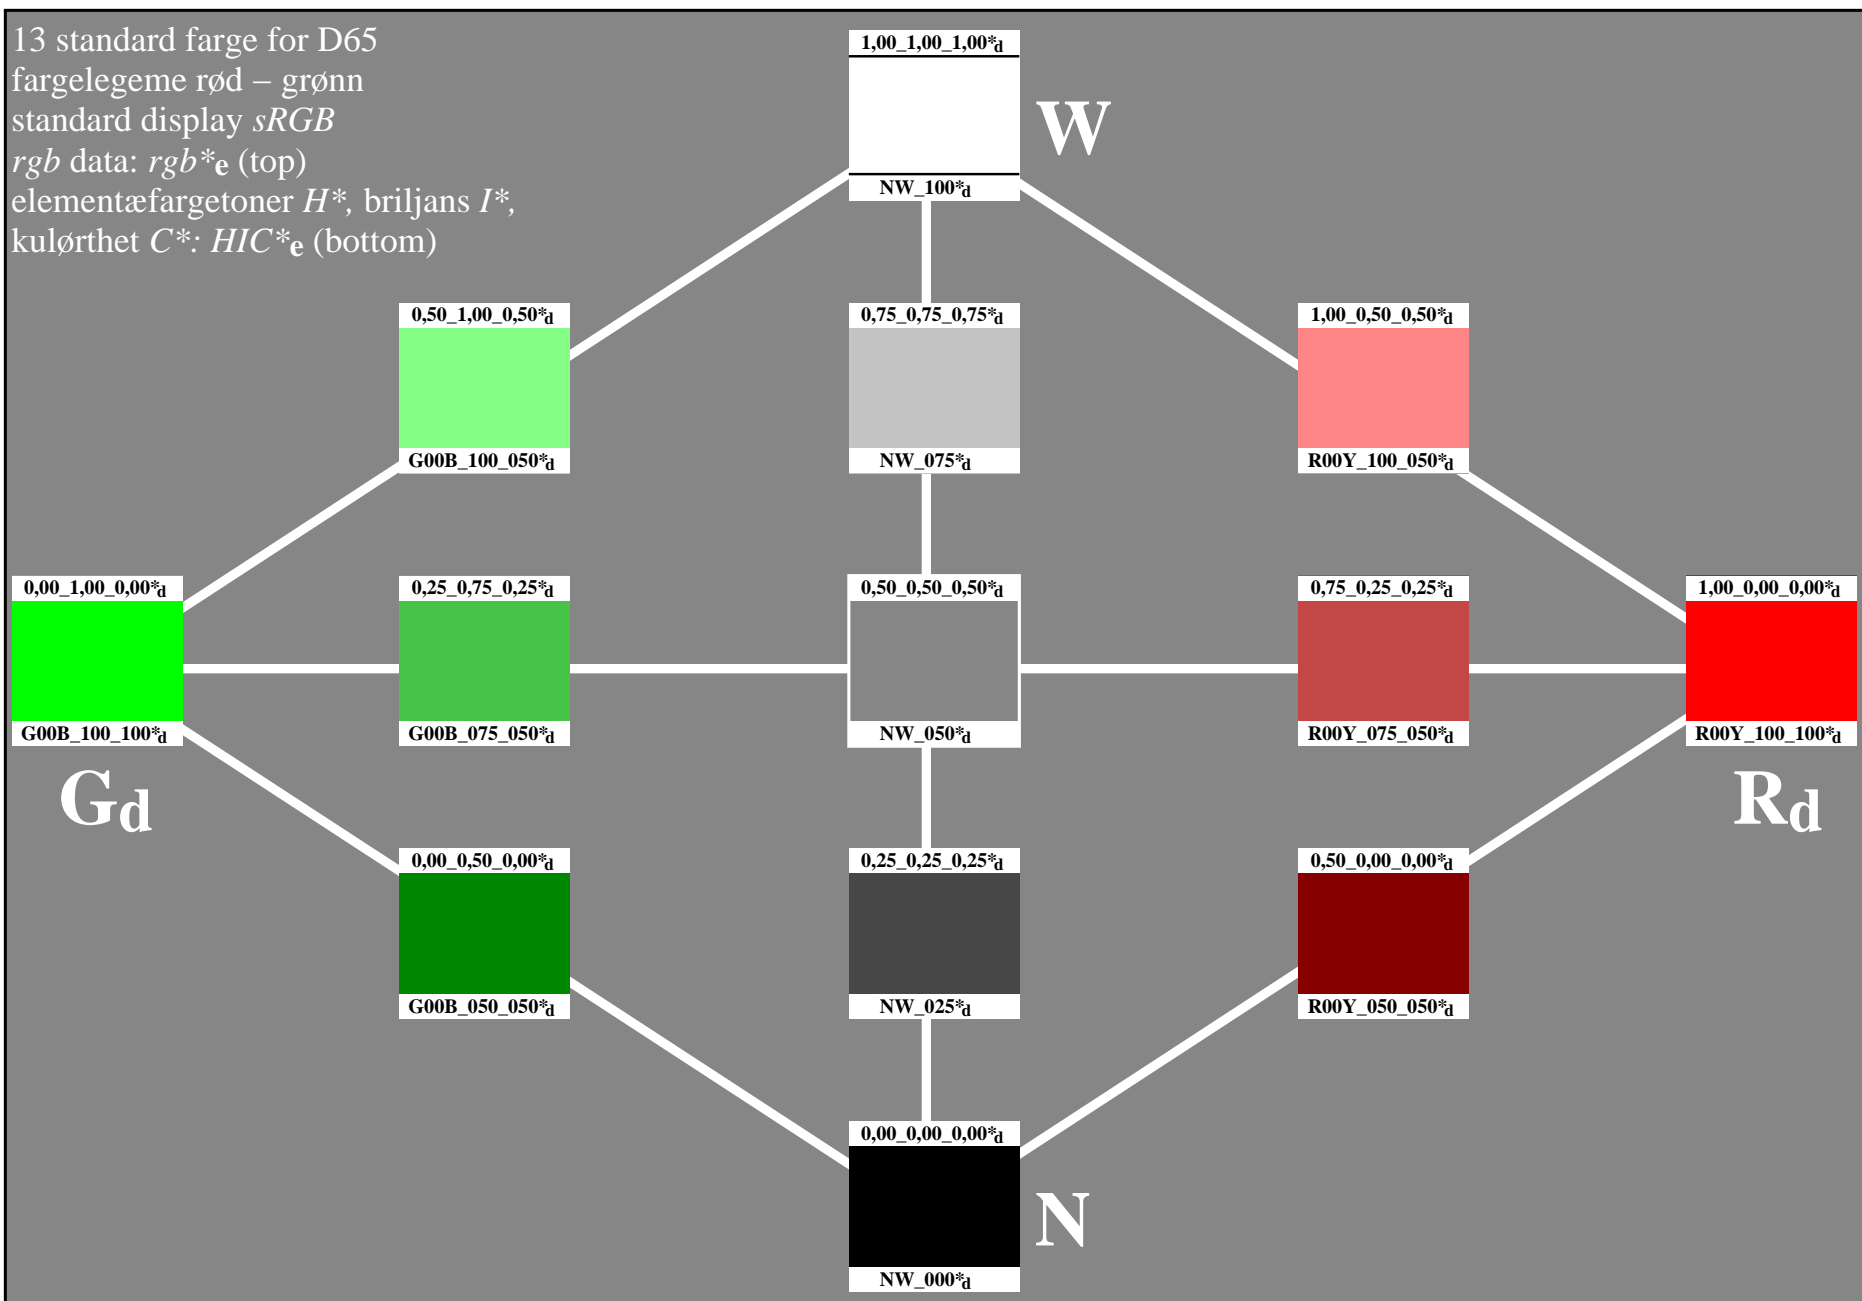 13 standard farge for D65
fargelegeme rød – grønn
standard display sRGB
rgb data: rgb*e (top)
elementæfargetoner H*, briljans I*,
kulørthet C*: HIC*e (bottom)
1,00_1,00_1,00*d
W
NW_100*d
0,50_1,00_0,50*d
0,75_0,75_0,75*d
1,00_0,50_0,50*d
G00B_100_050*d
NW_075*d
R00Y_100_050*d
0,00_1,00_0,00*d
0,25_0,75_0,25*d
0,50_0,50_0,50*d
0,75_0,25_0,25*d
1,00_0,00_0,00*d
G00B_100_100*d
G00B_075_050*d
NW_050*d
R00Y_075_050*d
R00Y_100_100*d
Gd
Rd
0,00_0,50_0,00*d
0,25_0,25_0,25*d
0,50_0,00_0,00*d
G00B_050_050*d
NW_025*d
R00Y_050_050*d
0,00_0,00_0,00*d
N
NW_000*d